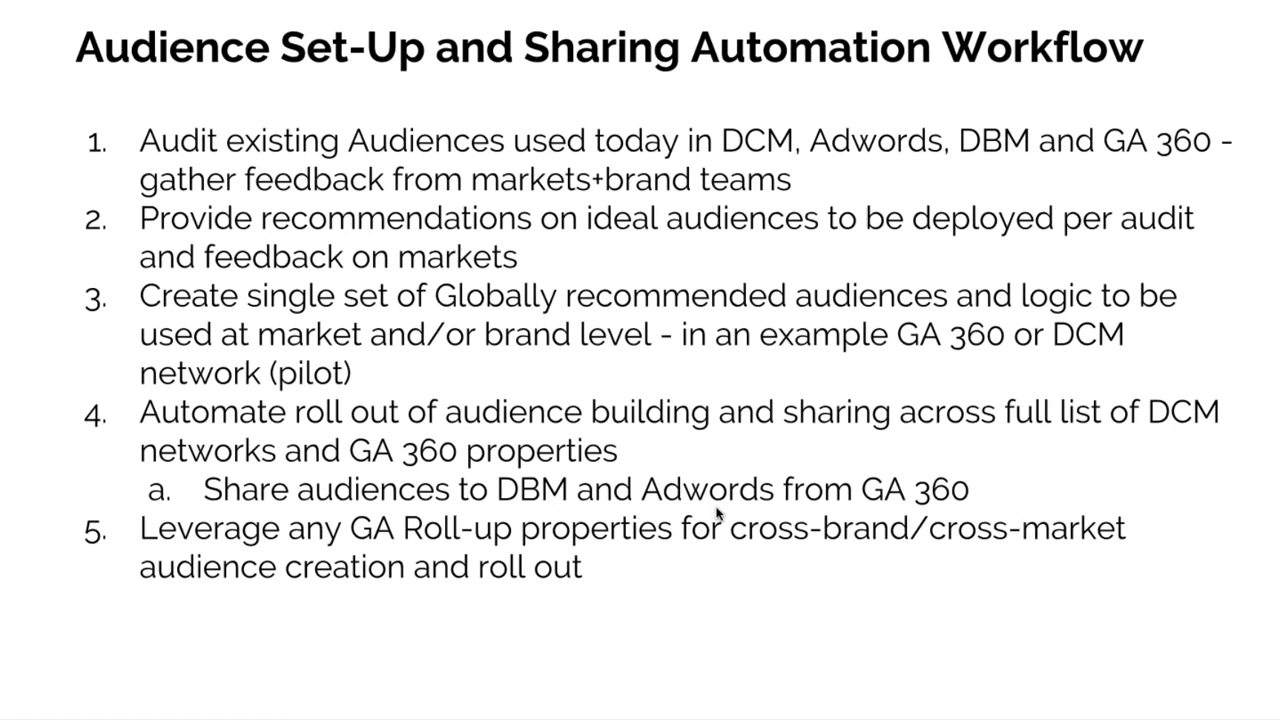 Audience Set-Up and Sharing Automation Workflow
1. Audit existing Audiences used today in DCM, Adwords, DBM and GA 360 -
gather feedback from markets+brand teams
2. Provide recommendations on ideal audiences to be deployed per audit
and feedback on markets
3. Create single set of Globally recommended audiences and logic to be
used at market and/or brand level - in an example GA 360 or DCM
network (pilot)
4. Automate roll out of audience building and sharing across full list of DCM
networks and GA 360 properties
a. Share audiences to DBM and Adwords from GA 360
5. Leverage any GA Roll-up properties for cross-brand/cross-market
audience creation and roll out